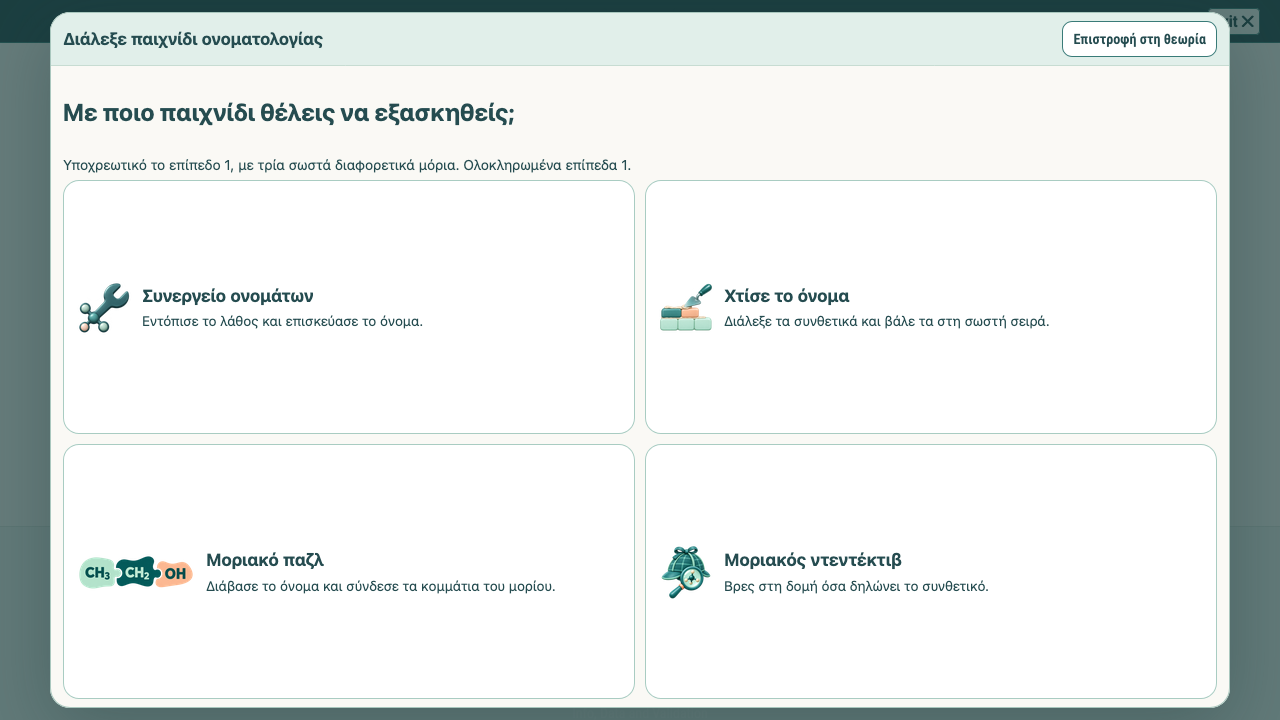 Διάλεξε παιχνίδι ονοματολογίας
Επιστροφή στη θεωρία
Με ποιο παιχνίδι θέλεις να εξασκηθείς;
Υποχρεωτικό το επίπεδο 1, με τρία σωστά διαφορετικά μόρια. Ολοκληρωμένα επίπεδα 1.
Συνεργείο ονομάτων
Εντόπισε το λάθος και επισκεύασε το όνομα.
Χτίσε το όνομα
Διάλεξε τα συνθετικά και βάλε τα στη σωστή σειρά.
CH₃ CH₂ OH
Μοριακό παζλ
Διάβασε το όνομα και σύνδεσε τα κομμάτια του μορίου.
Μοριακός ντεντέκτιβ
Βρες στη δομή όσα δηλώνει το συνθετικό.